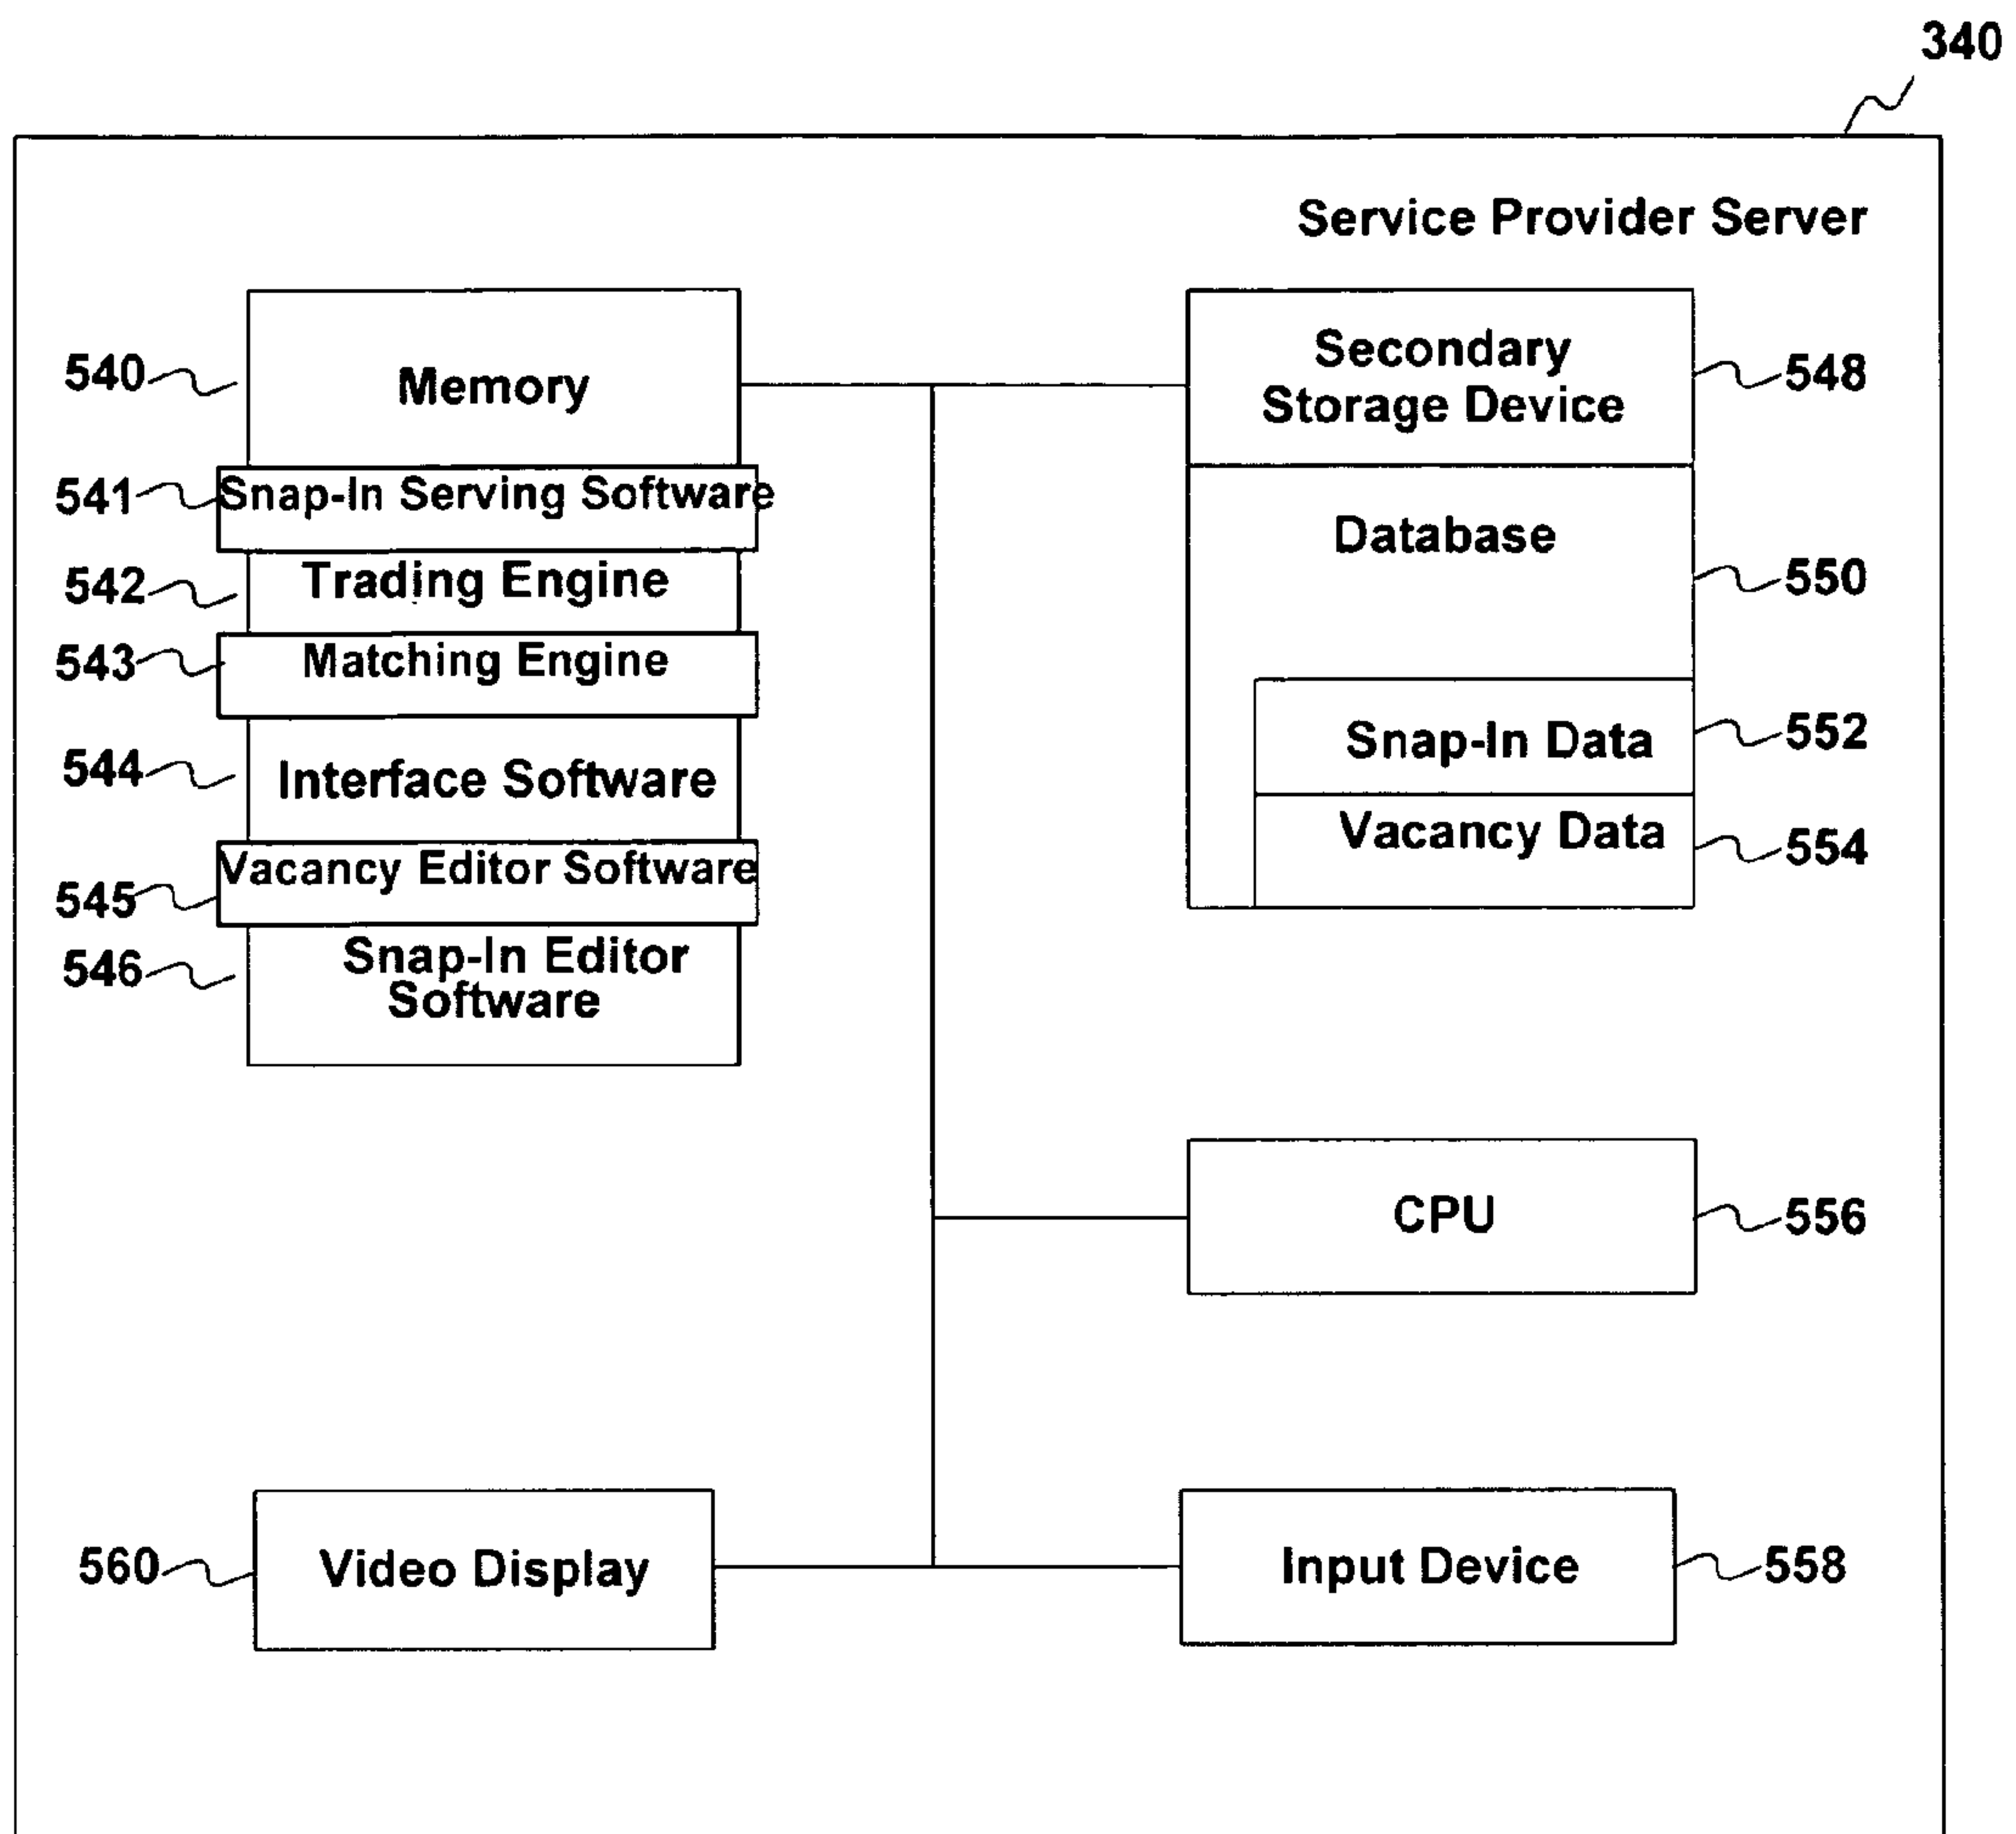 340
Service Provider Server
540
Memory
541
Snap-In Serving Software
542
Trading Engine
543
Matching Engine
544
Interface Software
545
Vacancy Editor Software
546
Snap-In Editor
Software
Secondary
Storage Device
548
Database
550
Snap-In Data
552
Vacancy Data
554
CPU
556
560
Video Display
Input Device
558